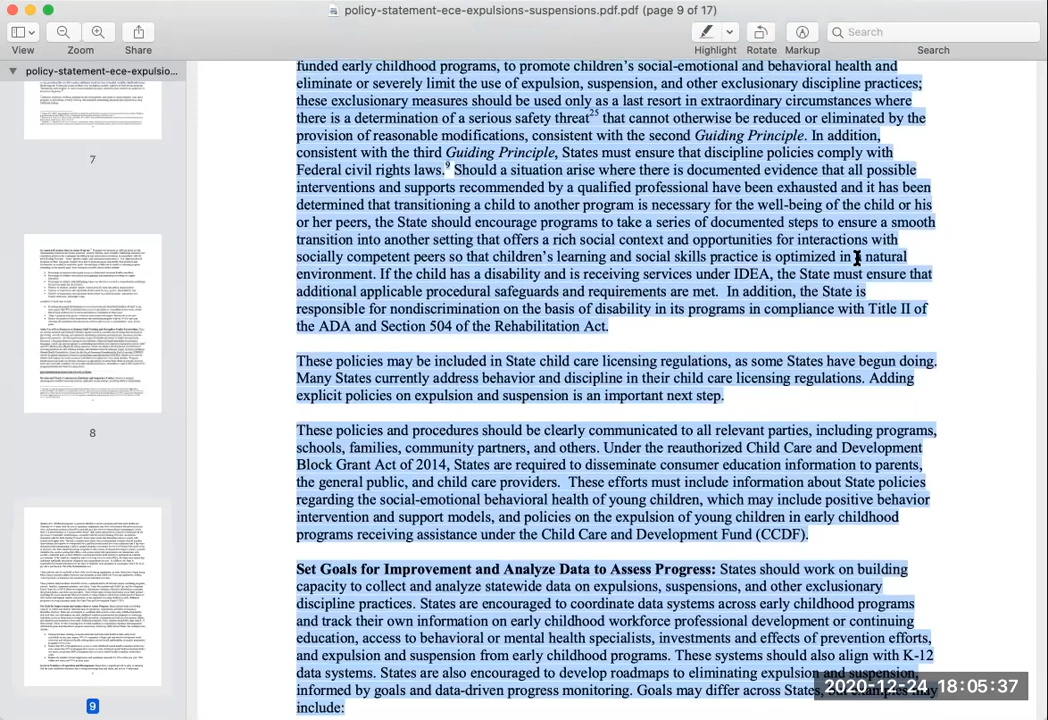 policy-statement-ece-expulsions-suspensions.pdf.pdf (page 9 of 17)
View
Zoom
Share
Highlight
Rotate
Markup
Search
Search
policy-statement-ece-expulsio...
7
8
9
funded early childhood programs, to promote children's social-emotional and behavioral health and
eliminate or severely limit the use of expulsion, suspension, and other exclusionary discipline practices;
these exclusionary measures should be used only as a last resort in extraordinary circumstances where
there is a determination of a serious safety threat25 that cannot otherwise be reduced or eliminated by the
provision of reasonable modifications, consistent with the second Guiding Principle. In addition,
consistent with the third Guiding Principle, States must ensure that discipline policies comply with
Federal civil rights laws.9 Should a situation arise where there is documented evidence that all possible
interventions and supports recommended by a qualified professional have been exhausted and it has been
determined that transitioning a child to another program is necessary for the well-being of the child or his
or her peers, the State should encourage programs to take a series of documented steps to ensure a smooth
transition into another setting that offers a rich social context and opportunities for interactions with
socially competent peers so that children's learning and social skills practice is optimized in natural
environment. If the child has a disability and is receiving services under IDEA, the State must ensure that
additional applicable procedural safeguards and requirements are met. In addition, the State is
responsible for nondiscrimination on the basis of disability in its programs in compliance with Title II of
the ADA and Section 504 of the Rehabilitation Act.
These policies may be included in child care licensing regulations, as some States have begun doing.
Many States currently address behavior and discipline in their child care licensing regulations. Adding
explicit policies on expulsion and suspension is an important next step.
These policies and procedures should be clearly communicated to all relevant parties, including programs,
schools, families, community partners, and others. Under the reauthorized Child Care and Development
Block Grant Act of 2014, States are required to disseminate consumer education information to parents,
the general public, and child care providers. These efforts must include information about State policies
regarding the social-emotional behavioral health of young children, which may include positive behavior
intervention and support models, and policies on the expulsion of young children in early childhood
programs receiving assistance under the Child Care and Development Fund (CCDF).
Set Goals for Improvement and Analyze Data to Assess Progress: States should work on building
capacity to collect and analyze statewide data on expulsions, suspensions, and other exclusionary
discipline practices. States are encouraged to coordinate data systems across early childhood programs
and track their own information on early childhood workforce professional development or continuing
education, access to behavioral/mental health specialists, investments and effects of prevention efforts,
and expulsion and suspension in early childhood programs. These systems should also align with K-12
data systems. States are also encouraged to develop roadmaps to eliminating expulsion and suspension,
informed by goals and data-driven progress monitoring. Goals may differ across States, but examples may
include:
2020-12-24 18:05:37